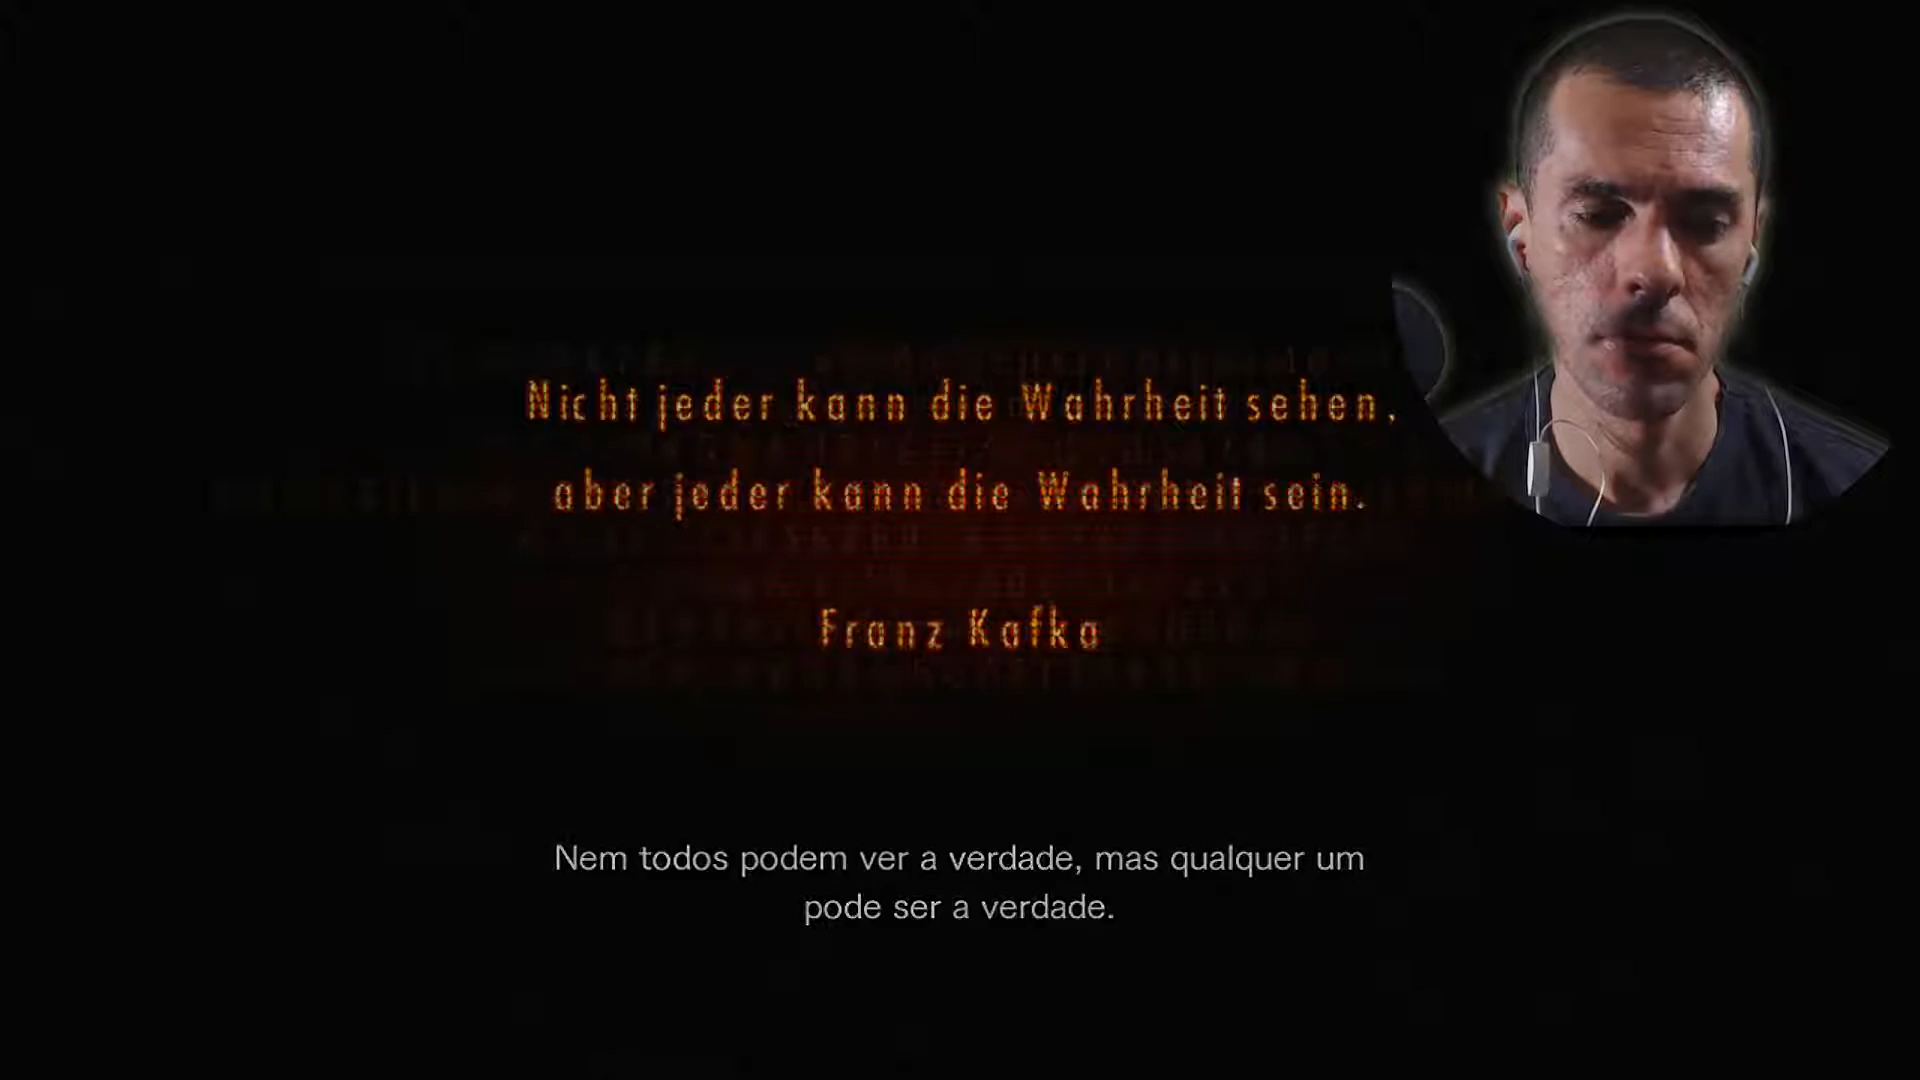 Nicht jeder kann die Wahrheit sehen,
aber jeder kann die Wahrheit sein.
Franz Kafka
Nem todos podem ver a verdade, mas qualquer um
pode ser a verdade.